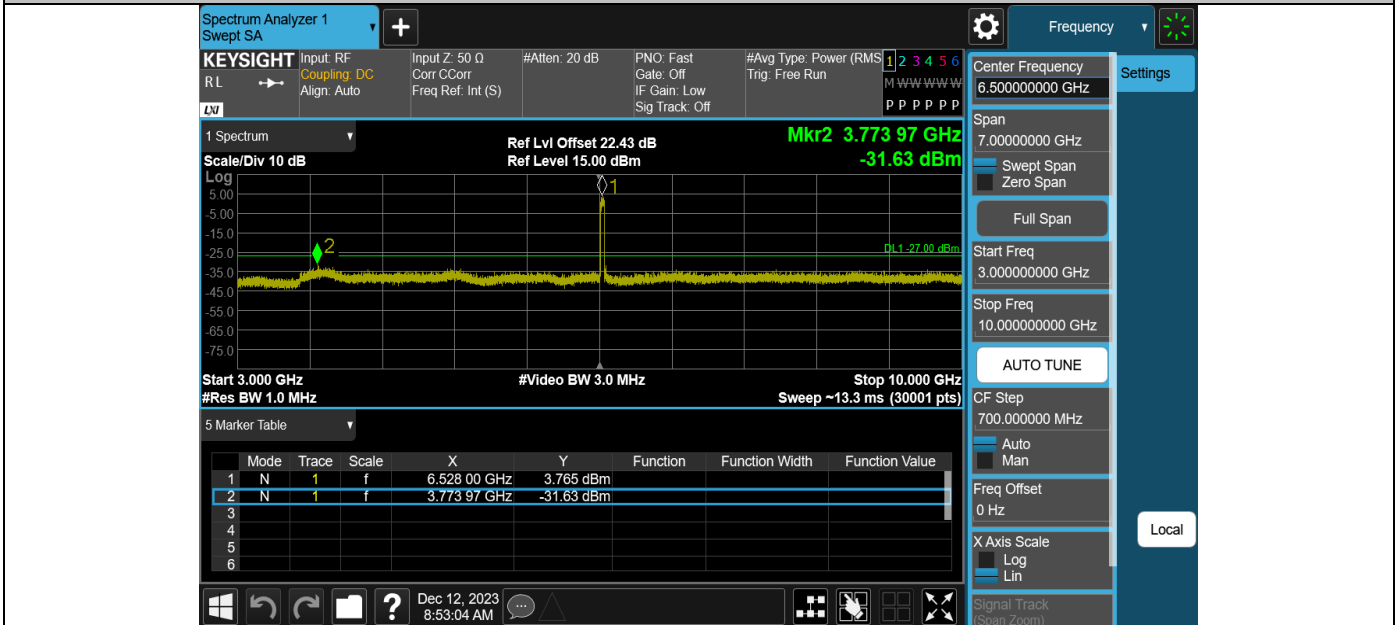 Spectrum Analyzer 1
Swept SA
+
Frequency
KEYSIGHT
RL
LXI
Input: RF
Coupling: DC
Align: Auto
Input Z: 50 Ω
Corr CCorr
Freq Ref: Int (S)
#Atten: 20 dB
PNO: Fast
Gate: Off
IF Gain: Low
Sig Track: Off
#Avg Type: Power (RMS
Trig: Free Run
1 2 3 4 5 6
M W W W W W
P P P P P P
Center Frequency
6.500000000 GHz
Settings
Span
7.00000000 GHz
Swept Span
Zero Span
Full Span
Start Freq
3.000000000 GHz
Stop Freq
10.000000000 GHz
AUTO TUNE
CF Step
700.000000 MHz
Auto
Man
Freq Offset
0 Hz
X Axis Scale
Log
Lin
Signal Track
(Span Zoom)
Local
1 Spectrum
Scale/Div 10 dB
Ref Lvl Offset 22.43 dB
Ref Level 15.00 dBm
Mkr2 3.773 97 GHz
-31.63 dBm
Log
5.00
-5.00
-15.0
-25.0
-35.0
-45.0
-55.0
-65.0
-75.0
1
2
DL1 -27.00 dBm
Start 3.000 GHz
#Res BW 1.0 MHz
#Video BW 3.0 MHz
Stop 10.000 GHz
Sweep ~13.3 ms (30001 pts)
5 Marker Table
Mode Trace Scale X Y Function Function Width Function Value
1 N 1 f 6.528 00 GHz 3.765 dBm
2 N 1 f 3.773 97 GHz -31.63 dBm
3
4
5
6
?
Dec 12, 2023
8:53:04 AM